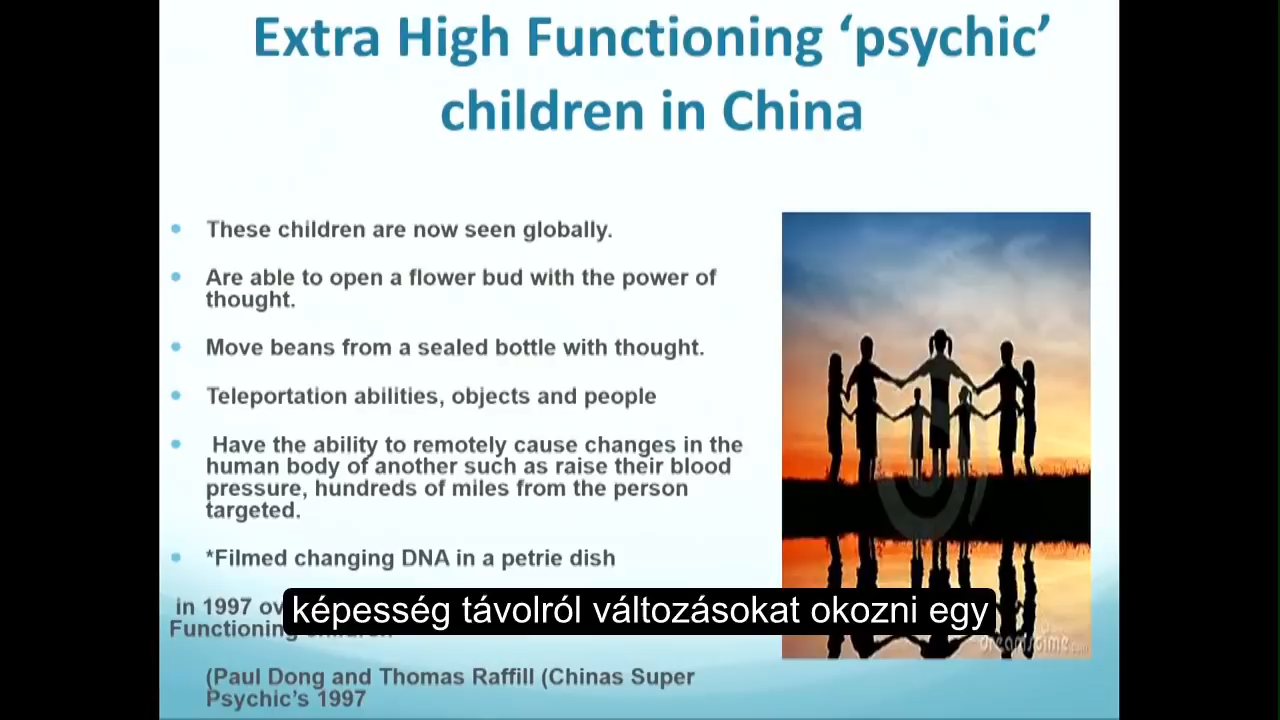 Extra High Functioning ‘psychic’
children in China
• These children are now seen globally.
• Are able to open a flower bud with the power of
thought.
• Move beans from a sealed bottle with thought.
• Teleportation abilities, objects and people
• Have the ability to remotely cause changes in the
human body of another such as raise their blood
pressure, hundreds of miles from the person
targeted.
• *Filmed changing DNA in a petrie dish
in 1997
Functioning
képesség távolról változásokat okozni egy
(Paul Dong and Thomas Raffill (Chinas Super
Psychic’s 1997
dreamstime